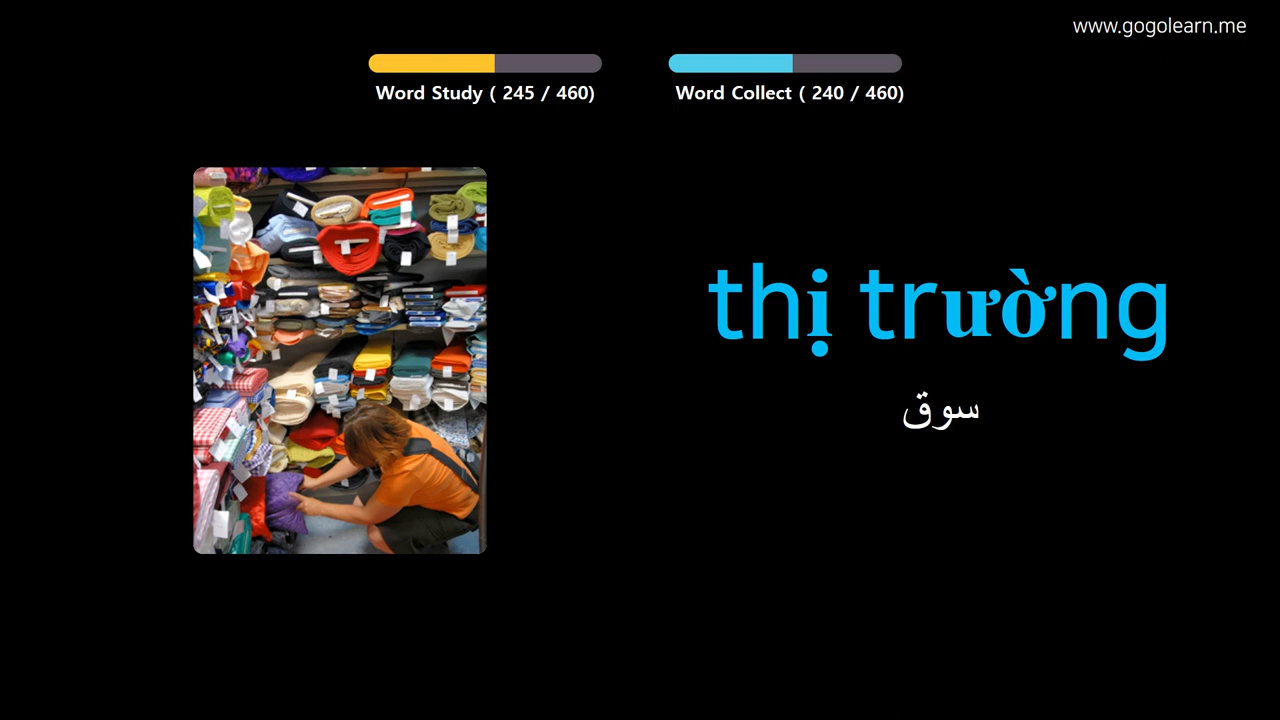 www.gogolearn.me
Word Study ( 245 / 460)
Word Collect ( 240 / 460)
thị trường
سوق